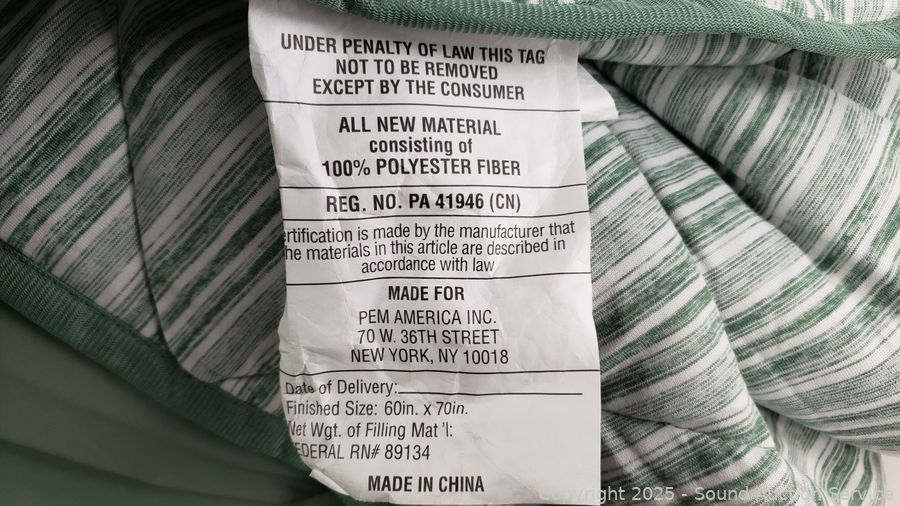 UNDER PENALTY OF LAW THIS TAG
NOT TO BE REMOVED
EXCEPT BY THE CONSUMER
ALL NEW MATERIAL
consisting of
100% POLYESTER FIBER
REG. NO. PA 41946 (CN)
ertification is made by the manufacturer that
he materials in this article are described in
accordance with law
MADE FOR
PEM AMERICA INC.
70 W. 36TH STREET
NEW YORK, NY 10018
Date of Delivery:
Finished Size: 60in. x 70in.
Net Wgt. of Filling Mat 'l:
FEDERAL RN# 89134
MADE IN CHINA
Copyright 2025 - Sound Auction Service